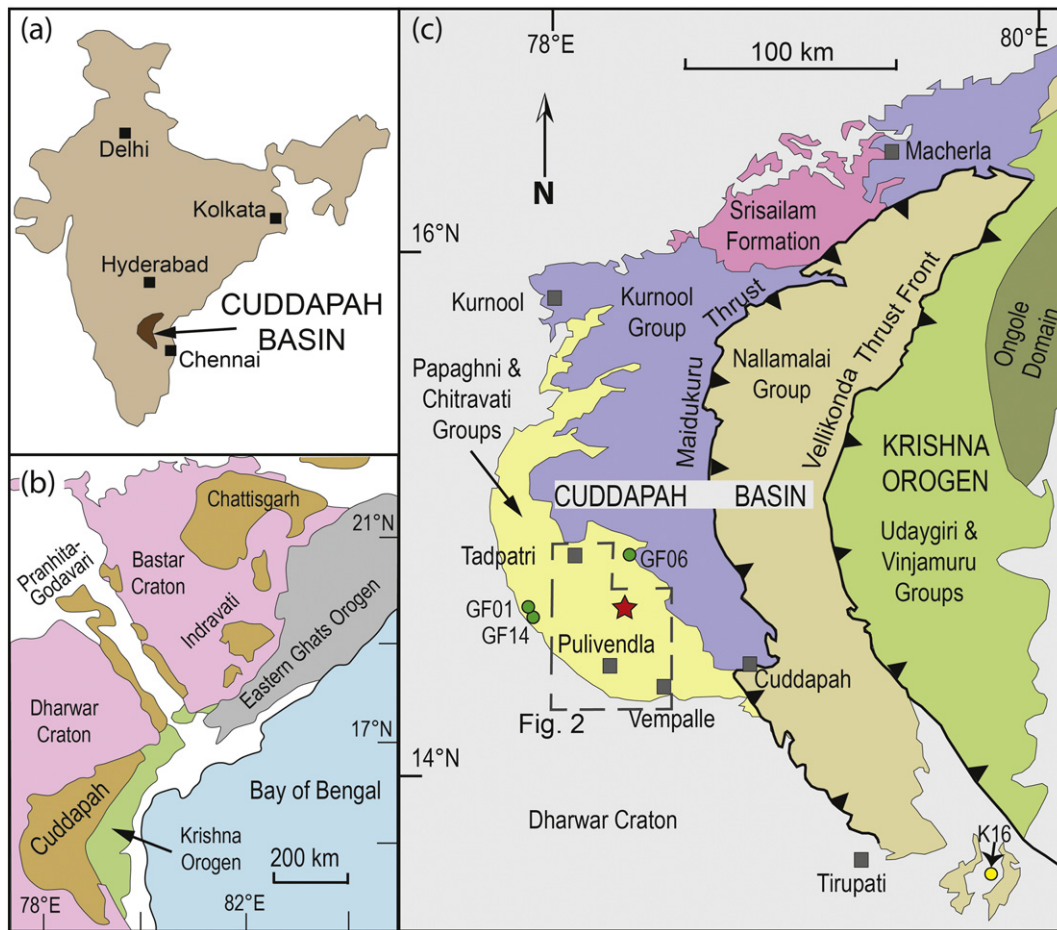 (a)
Delhi
Kolkata
Hyderabad
CUDDAPAH
BASIN
Chennai
(b)
Chattisgarh
21°N
Pranhita-
Godavari
Bastar
Craton
Indravati
Eastern Ghats Orogen
Dharwar
Craton
17°N
Cuddapah
Bay of Bengal
Krishna
Orogen
200 km
78°E
82°E
(c)
78°E
80°E
100 km
N
Macherla
Srisailam
Formation
16°N
Kurnool
Kurnool
Group
Thrust
Maidukuru
Nallamalai
Group
Vellikonda Thrust Front
Ongole
Domain
Papaghni &
Chitravati
Groups
KRISHNA
OROGEN
CUDDAPAH BASIN
Udaygiri &
Vinjamuru
Groups
Tadpatri
GF06
GF01
GF14
Pulivendla
Cuddapah
Fig. 2
Vempalle
14°N
Dharwar Craton
K16
Tirupati